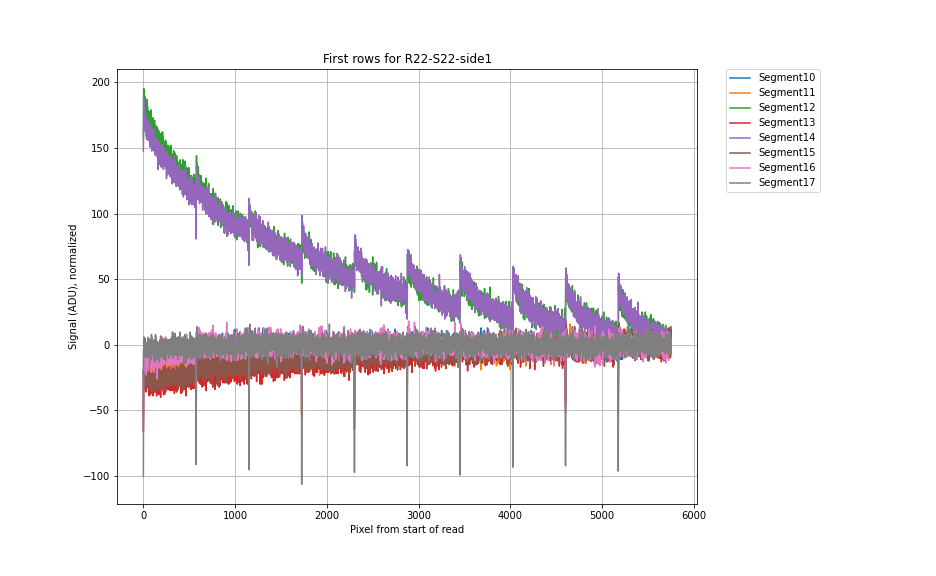 First rows for R22-S22-side1
Signal (ADU), normalized
200
150
100
50
0
−50
−100
0 1000 2000 3000 4000 5000 6000
Pixel from start of read
Segment10
Segment11
Segment12
Segment13
Segment14
Segment15
Segment16
Segment17